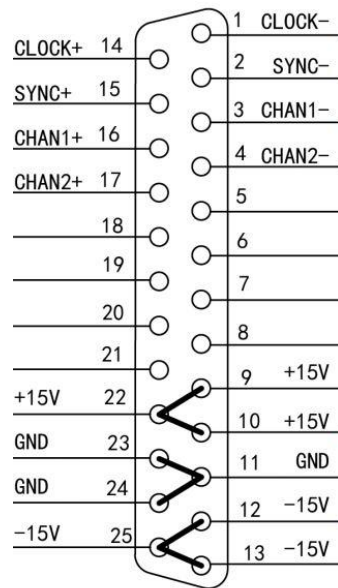 1 CLOCK-
CLOCK+ 14
2 SYNC-
SYNC+ 15
3 CHAN1-
CHAN1+ 16
4 CHAN2-
CHAN2+ 17
5
18
6
19
7
20
8
21
9 +15V
+15V 22
10 +15V
GND 23
11 GND
GND 24
12 -15V
-15V 25
13 -15V